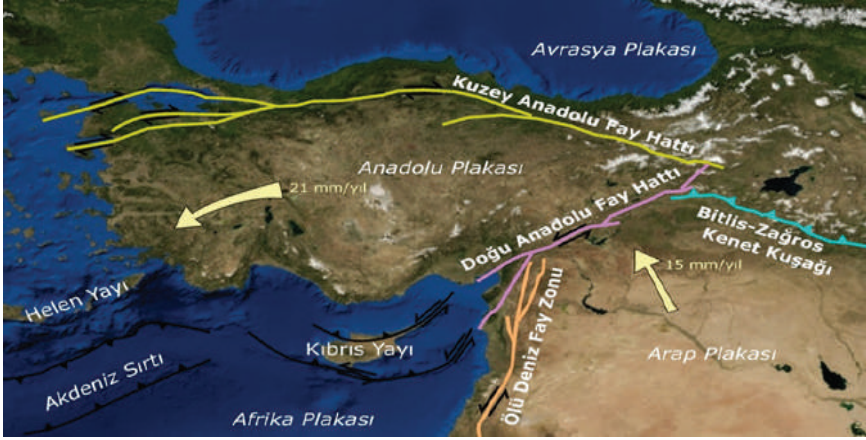 Avrasya Plakası
Kuzey Anadolu Fay Hattı
Anadolu Plakası
21 mm/yıl
Doğu Anadolu Fay Hattı
Bitlis-Zağros
Kenet Kuşağı
15 mm/yıl
Helen Yayı
Kıbrıs Yayı
Ölü Deniz Fay Zonu
Arap Plakası
Akdeniz Sırtı
Afrika Plakası